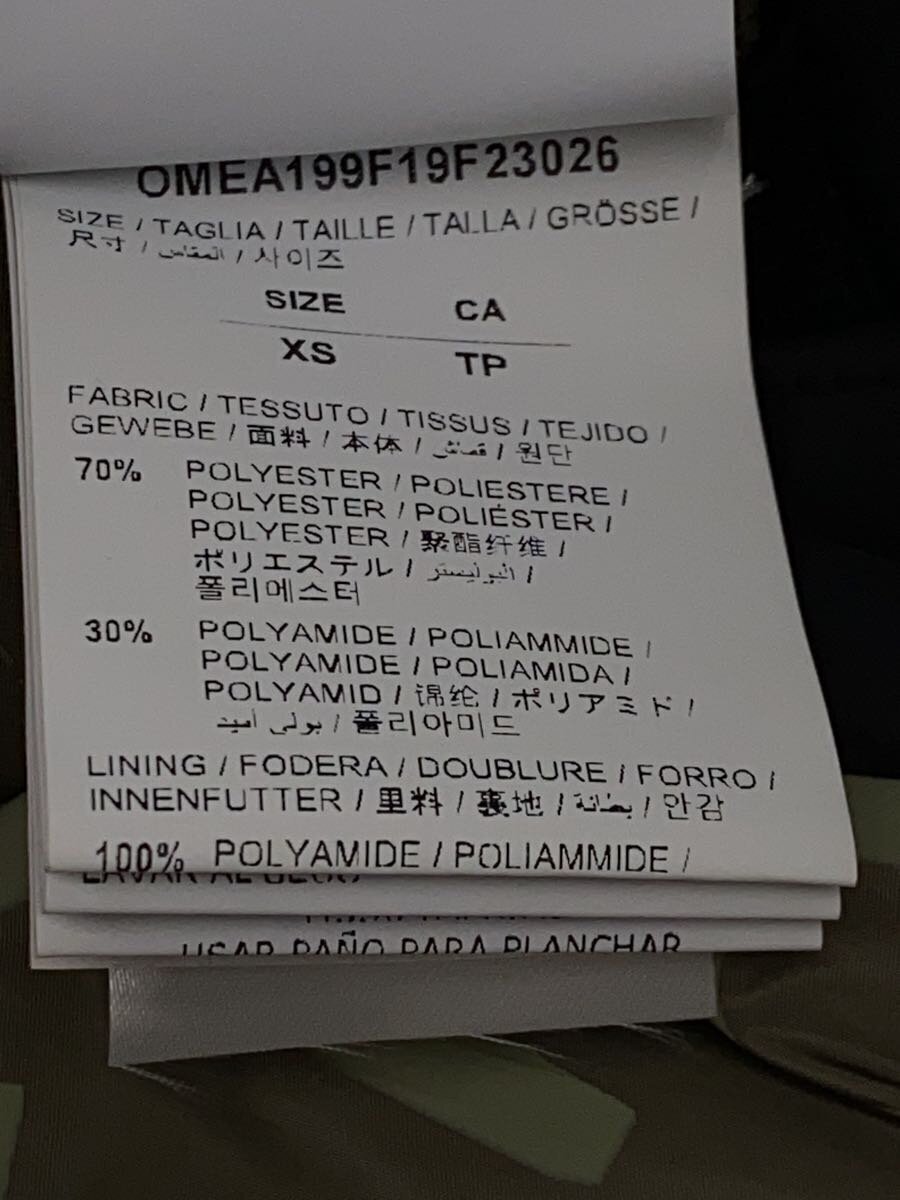 OMEA199F19F23026
SIZE / TAGLIA / TAILLE / TALLA / GRÖSSE /
尺寸 / المقاس / 사이즈
SIZE CA
XS TP
FABRIC / TESSUTO / TISSUS / TEJIDO /
GEWEBE / 面料 / 本体 / قماش / 원단
70% POLYESTER / POLIESTERE /
POLYESTER / POLIÉSTER /
POLYESTER / 聚酯纤维 /
ポリエステル / البوليستر /
폴리에스터
30% POLYAMIDE / POLIAMMIDE /
POLYAMIDE / POLIAMIDA /
POLYAMID / 锦纶 / ポリアミド /
بولي أميد / 폴리아미드
LINING / FODERA / DOUBLURE / FORRO /
INNENFUTTER / 里料 / 裏地 / بطانة / 안감
100% POLYAMIDE / POLIAMMIDE /
LAVAR AL SECO
USAR PAÑO PARA PLANCHAR